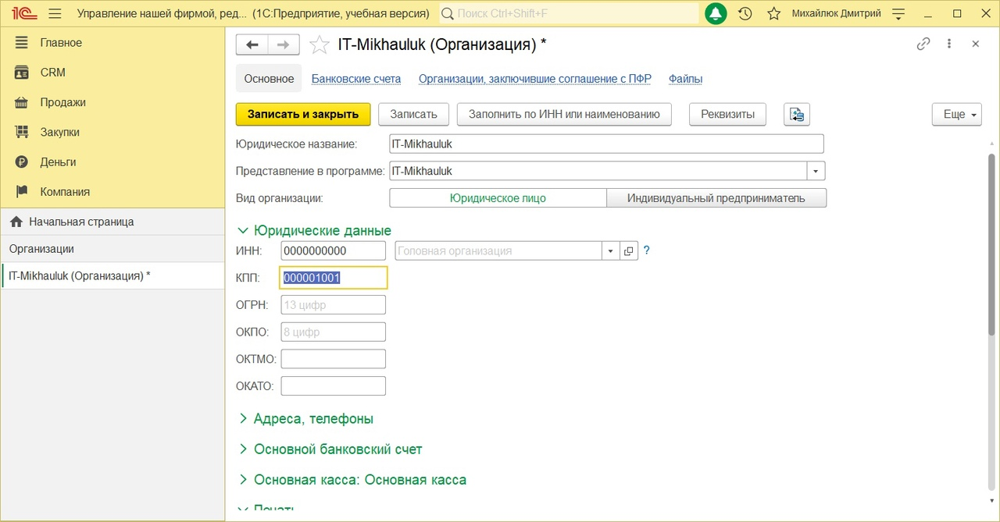 1С Управление нашей фирмой, ред... (1С:Предприятие, учебная версия) Поиск Ctrl+Shift+F Михайлюк Дмитрий
Главное
CRM
Продажи
Закупки
Деньги
Компания
Начальная страница
Организации
IT-Mikhauluk (Организация) *
IT-Mikhauluk (Организация) *
Основное Банковские счета Организации, заключившие соглашение с ПФР Файлы
Записать и закрыть Записать Заполнить по ИНН или наименованию Реквизиты Еще
Юридическое название: IT-Mikhauluk
Представление в программе: IT-Mikhauluk
Вид организации: Юридическое лицо Индивидуальный предприниматель
Юридические данные
ИНН: 0000000000 Головная организация ?
КПП: 000001001
ОГРН: 13 цифр
ОКПО: 8 цифр
ОКТМО:
ОКАТО:
Адреса, телефоны
Основной банковский счет
Основная касса: Основная касса
Печать